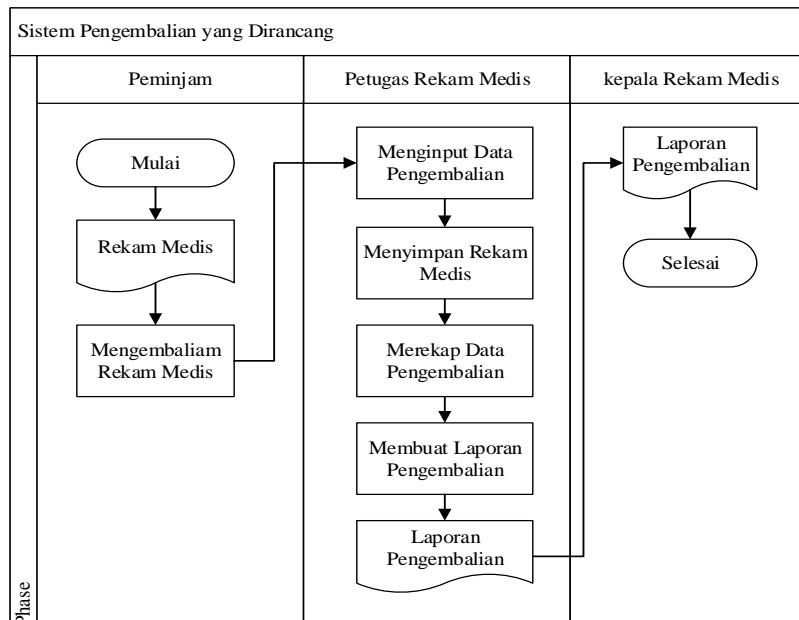 Sistem Pengembalian yang Dirancang
Peminjam
Petugas Rekam Medis
kepala Rekam Medis
Mulai
Rekam Medis
Mengembaliam
Rekam Medis
Menginput Data
Pengembalian
Menyimpan Rekam
Medis
Merekap Data
Pengembalian
Membuat Laporan
Pengembalian
Laporan
Pengembalian
Laporan
Pengembalian
Selesai
Phase